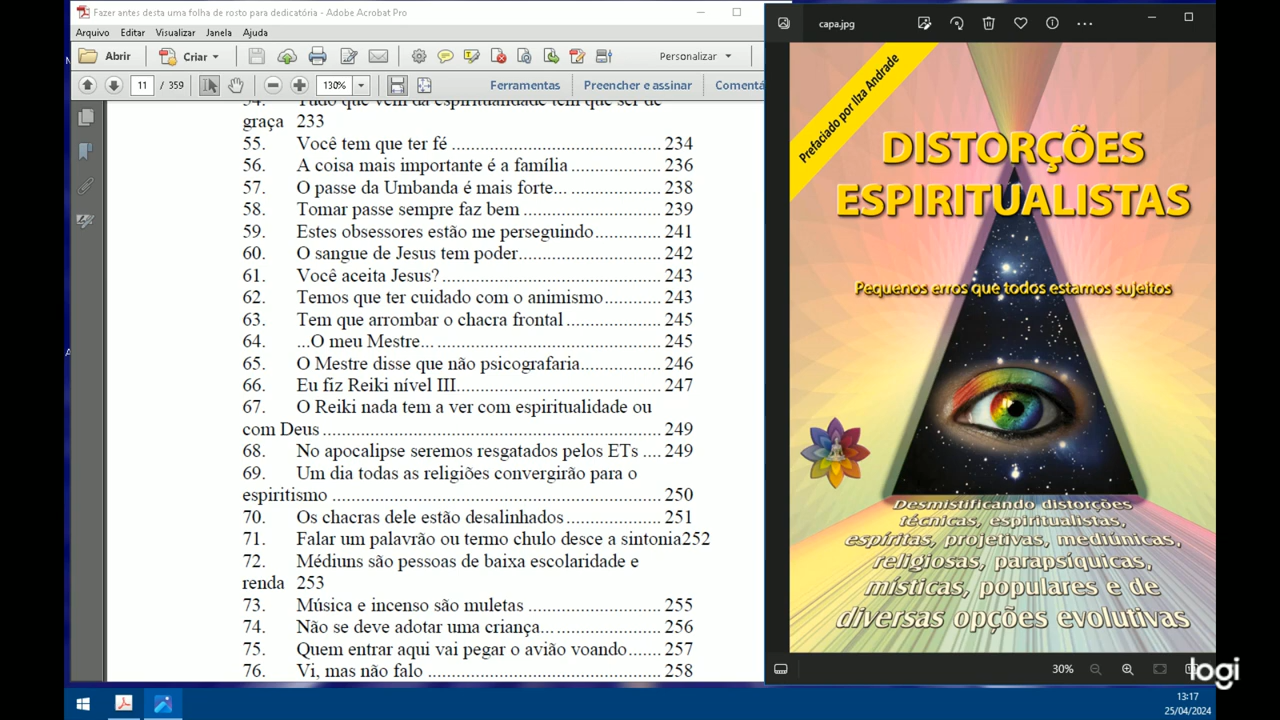 Fazer antes desta uma folha de rosto para dedicatória - Adobe Acrobat Pro
Arquivo Editar Visualizar Janela Ajuda
Abrir Criar Personalizar
11 / 359 130% Ferramentas Preencher e assinar Comentá
54. Tudo que vem da espiritualidade tem que ser de
graça 233
55. Você tem que ter fé ............................................ 234
56. A coisa mais importante é a família ................... 236
57. O passe da Umbanda é mais forte... .................... 238
58. Tomar passe sempre faz bem ............................. 239
59. Estes obsessores estão me perseguindo.............. 241
60. O sangue de Jesus tem poder.............................. 242
61. Você aceita Jesus? .............................................. 243
62. Temos que ter cuidado com o animismo............ 243
63. Tem que arrombar o chacra frontal .................... 245
64. ...O meu Mestre... ............................................... 245
65. O Mestre disse que não psicografaria................. 246
66. Eu fiz Reiki nível III........................................... 247
67. O Reiki nada tem a ver com espiritualidade ou
com Deus ....................................................................... 249
68. No apocalipse seremos resgatados pelos ETs .... 249
69. Um dia todas as religiões convergirão para o
espiritismo ..................................................................... 250
70. Os chacras dele estão desalinhados .................... 251
71. Falar um palavrão ou termo chulo desce a sintonia252
72. Médiuns são pessoas de baixa escolaridade e
renda 253
73. Música e incenso são muletas ............................ 255
74. Não se deve adotar uma criança... ...................... 256
75. Quem entrar aqui vai pegar o avião voando....... 257
76. Vi, mas não falo ................................................. 258
capa.jpg
Prefaciado por Ilza Andrade
DISTORÇÕES
ESPIRITUALISTAS
Pequenos erros que todos estamos sujeitos
Desmistificando distorções
técnicas, espiritualistas,
espíritas, projetivas, mediúnicas,
religiosas, parapsíquicas,
místicas, populares e de
diversas opções evolutivas
30%
logi
13:17
25/04/2024